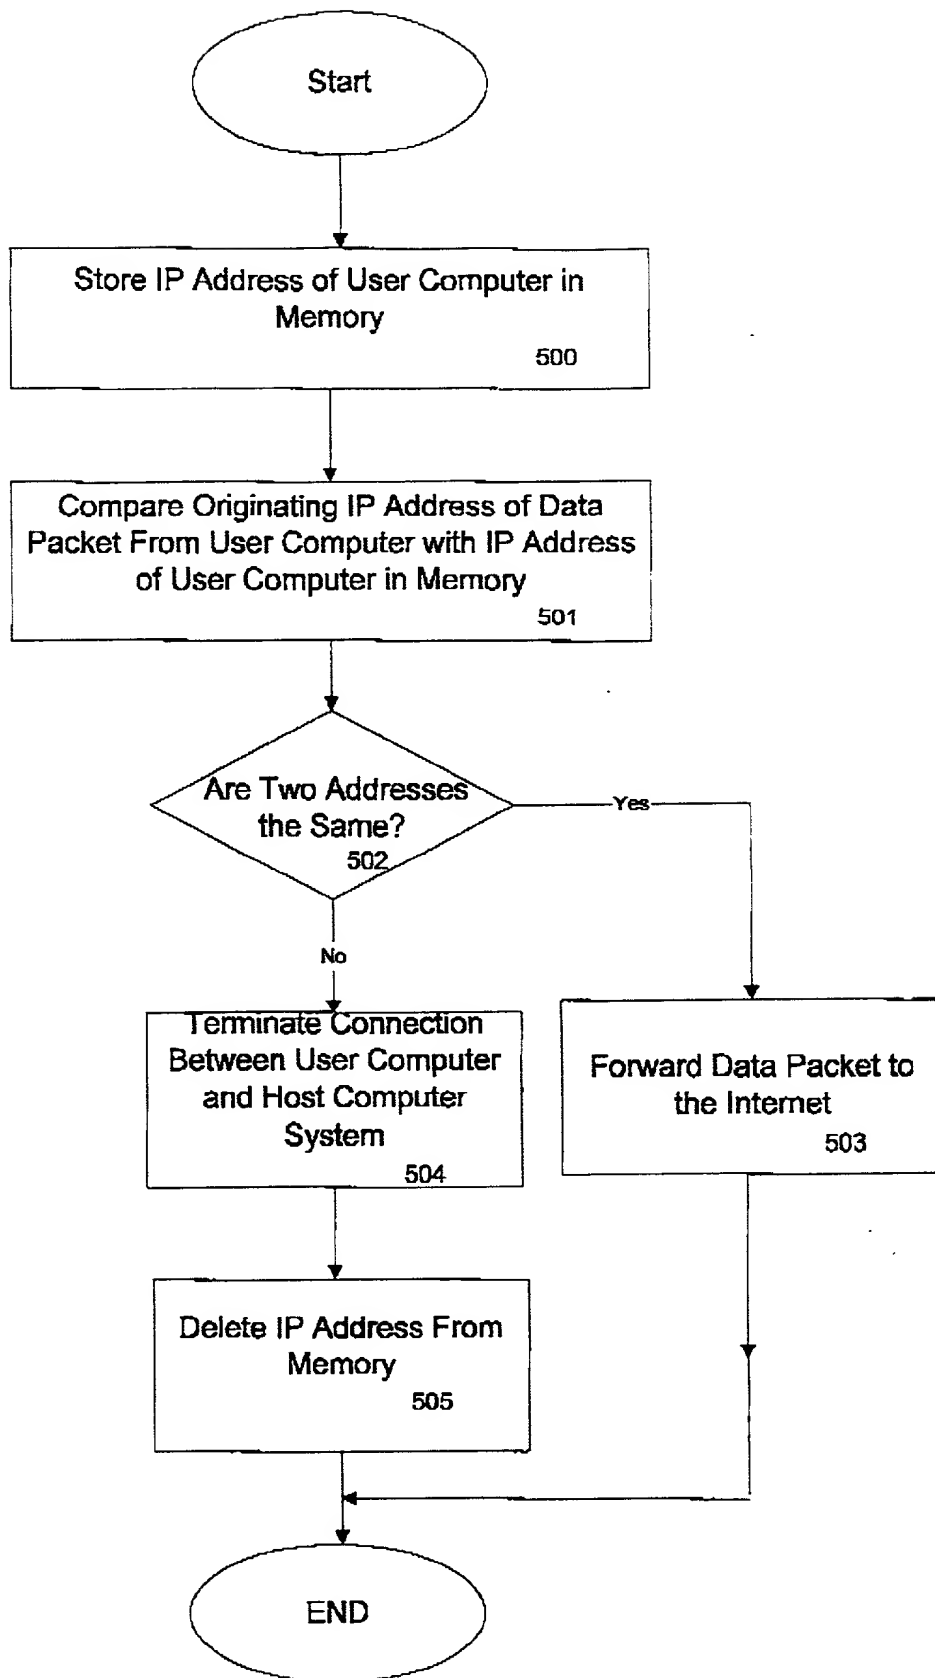 Start
Store IP Address of User Computer in
Memory
500
Compare Originating IP Address of Data
Packet From User Computer with IP Address
of User Computer in Memory
501
Are Two Addresses
the Same?
502
Yes
No
Terminate Connection
Between User Computer
and Host Computer
System
504
Forward Data Packet to
the Internet
503
Delete IP Address From
Memory
505
END